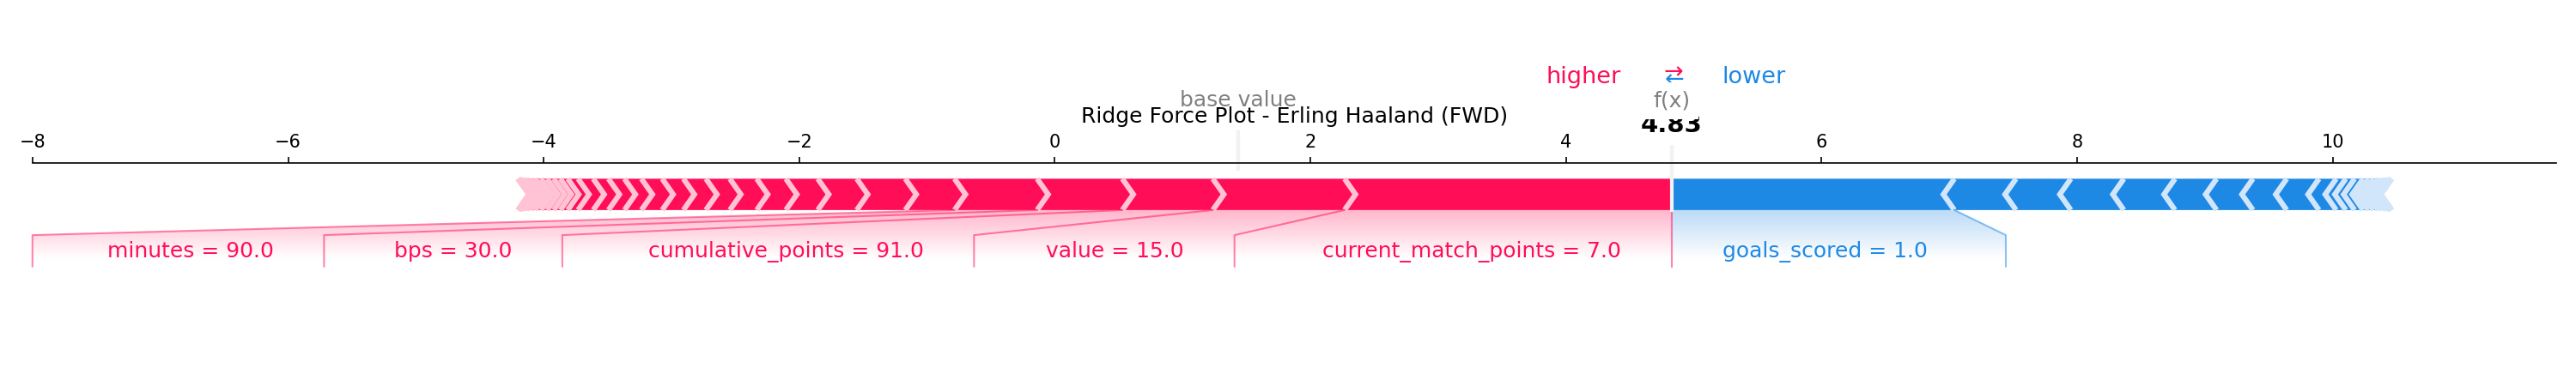 higher ⇄ lower
base value f(x)
Ridge Force Plot - Erling Haaland (FWD)
4.83
−8 −6 −4 −2 0 2 4 6 8 10
minutes = 90.0 bps = 30.0 cumulative_points = 91.0 value = 15.0 current_match_points = 7.0 goals_scored = 1.0